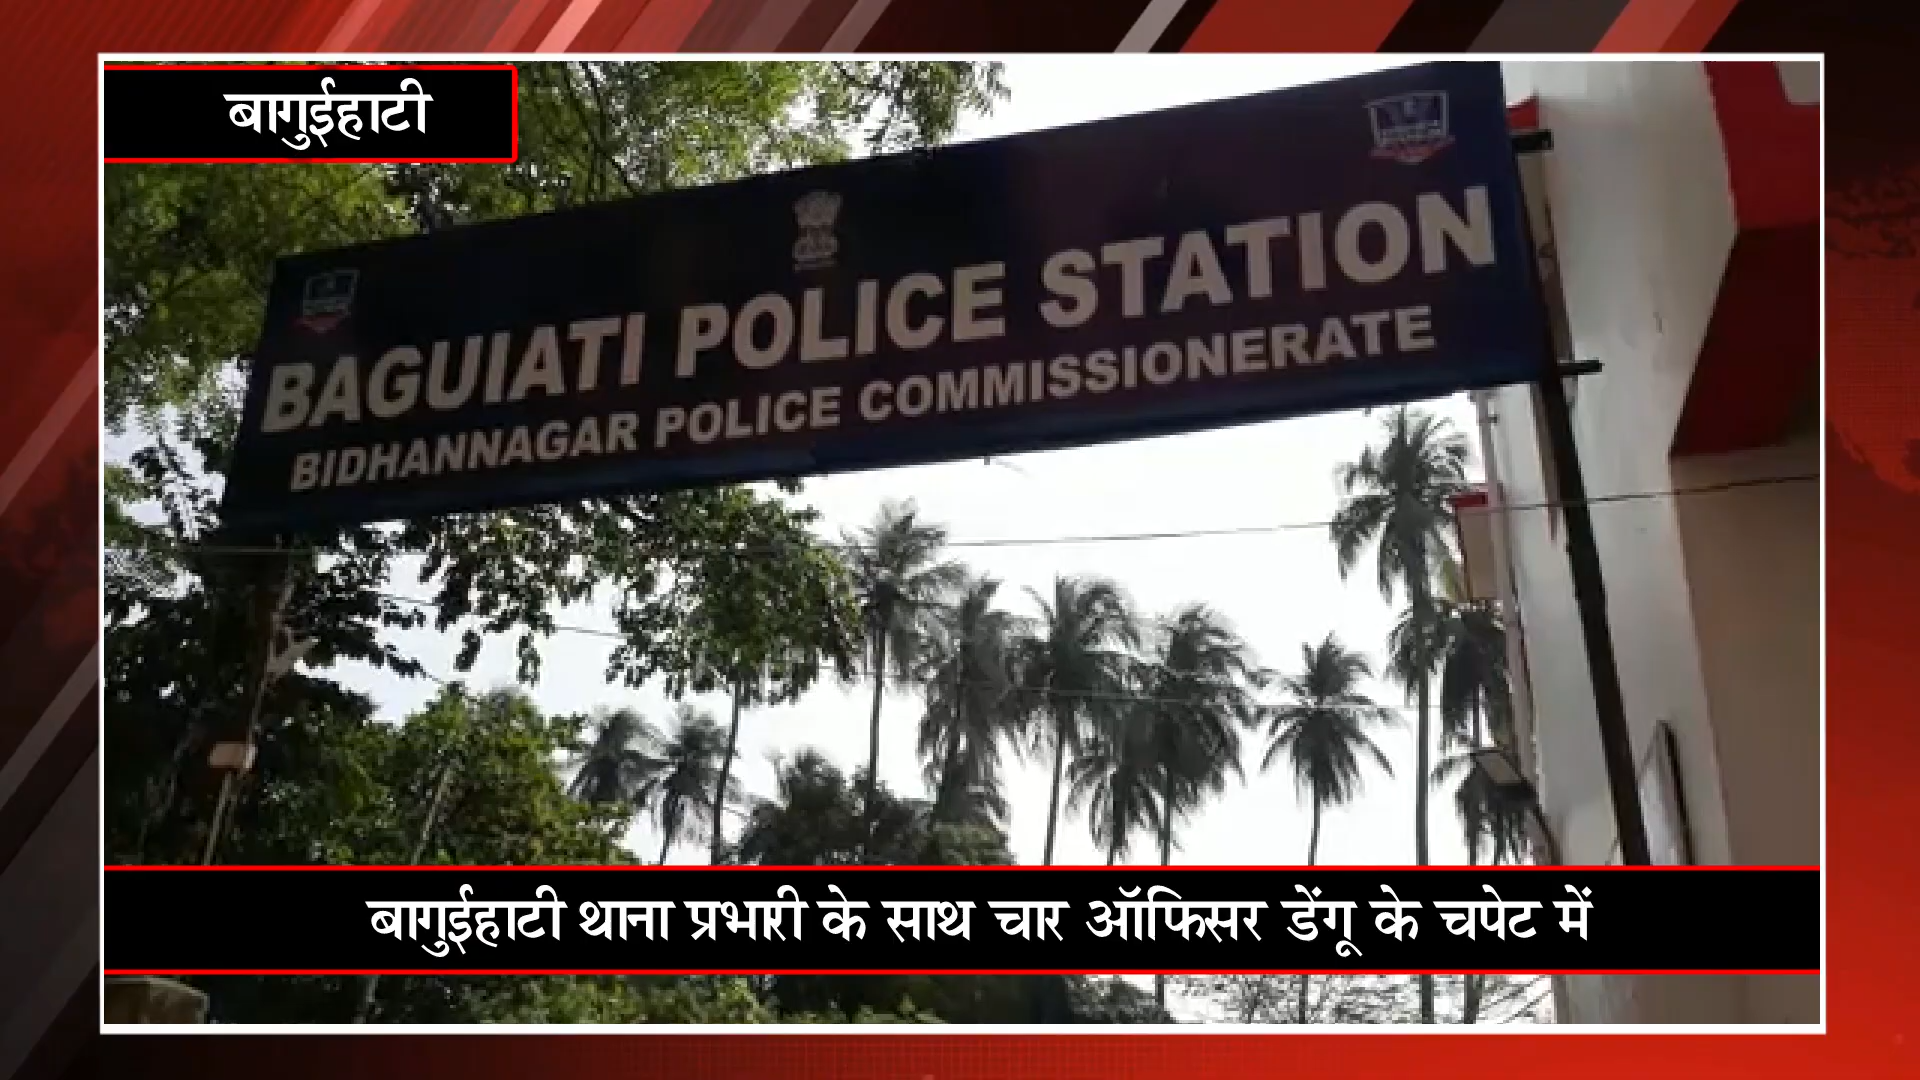 बागुईहाटी
BAGUIATI POLICE STATION
BIDHANNAGAR POLICE COMMISSIONERATE
बागुईहाटी थाना प्रभारी के साथ चार ऑफिसर डेंगू के चपेट में